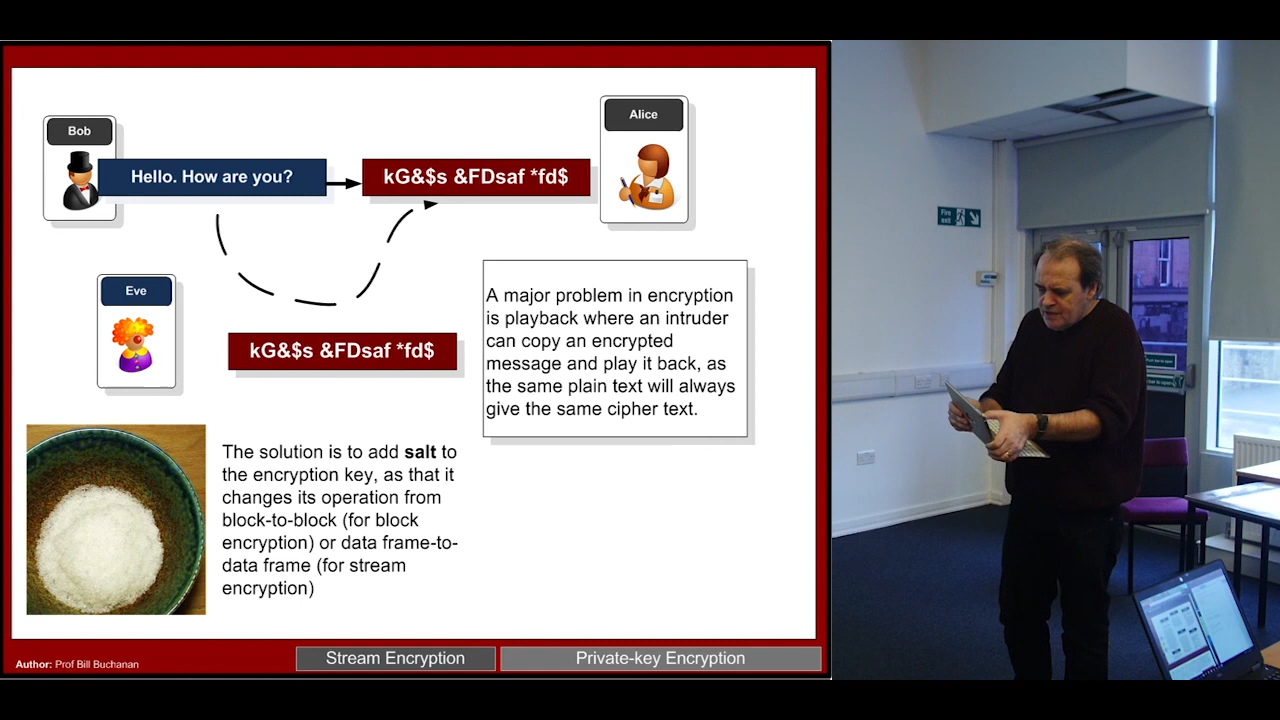 Bob
Alice
Hello. How are you?
kG&$s &FDsaf *fd$
Eve
kG&$s &FDsaf *fd$
A major problem in encryption
is playback where an intruder
can copy an encrypted
message and play it back, as
the same plain text will always
give the same cipher text.
The solution is to add salt to
the encryption key, as that it
changes its operation from
block-to-block (for block
encryption) or data frame-to-
data frame (for stream
encryption)
Author: Prof Bill Buchanan
Stream Encryption
Private-key Encryption
Fire
exit